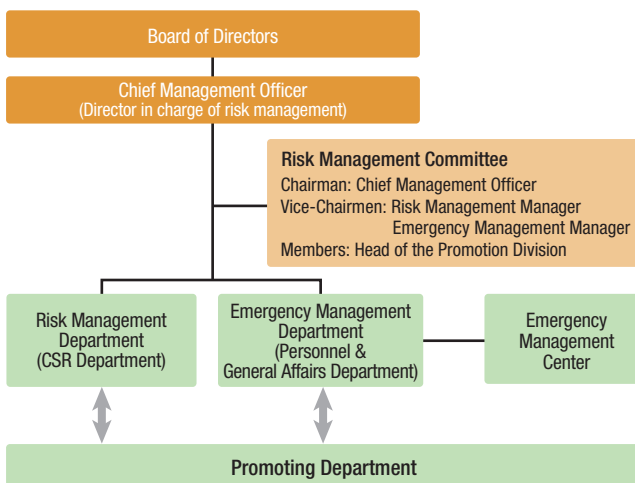 Board of Directors
Chief Management Officer
(Director in charge of risk management)
Risk Management Committee
Chairman: Chief Management Officer
Vice-Chairmen: Risk Management Manager
Emergency Management Manager
Members: Head of the Promotion Division
Risk Management
Department
(CSR Department)
Emergency Management
Department
(Personnel &
General Affairs Department)
Emergency
Management
Center
Promoting Department